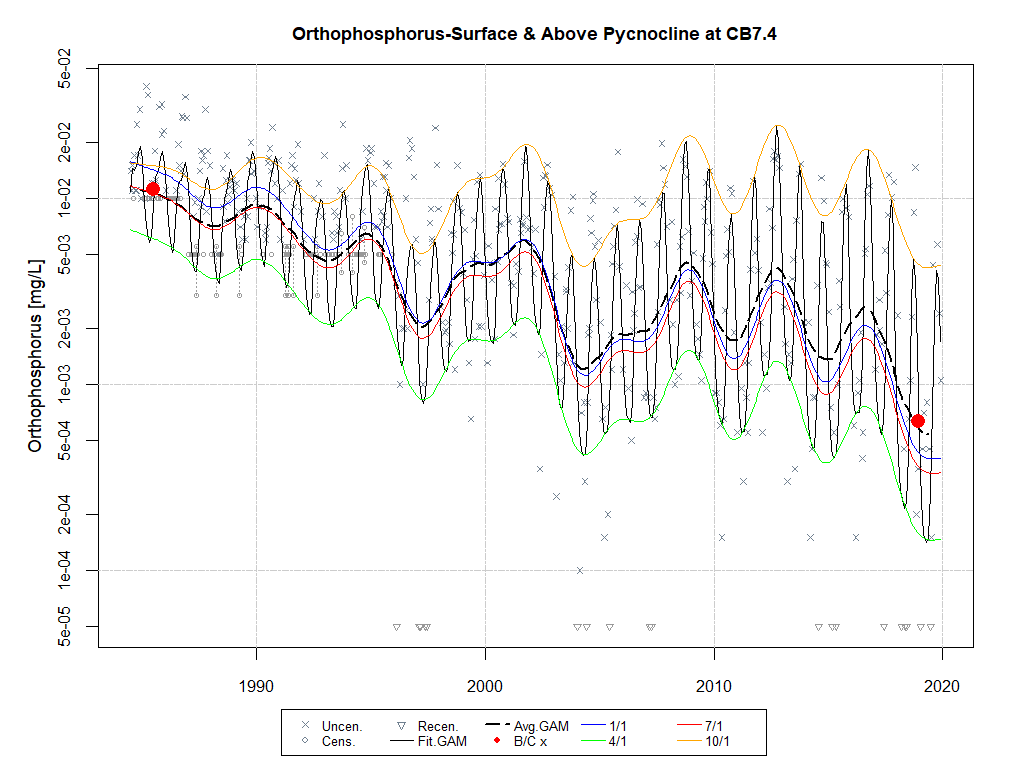 Orthophosphorus-Surface & Above Pycnocline at CB7.4
Orthophosphorus [mg/L]
5e-02
2e-02
1e-02
5e-03
2e-03
1e-03
5e-04
2e-04
1e-04
5e-05
1990 2000 2010 2020
Uncen. Recen. Avg.GAM 1/1 7/1
Cens. Fit.GAM B/C x 4/1 10/1